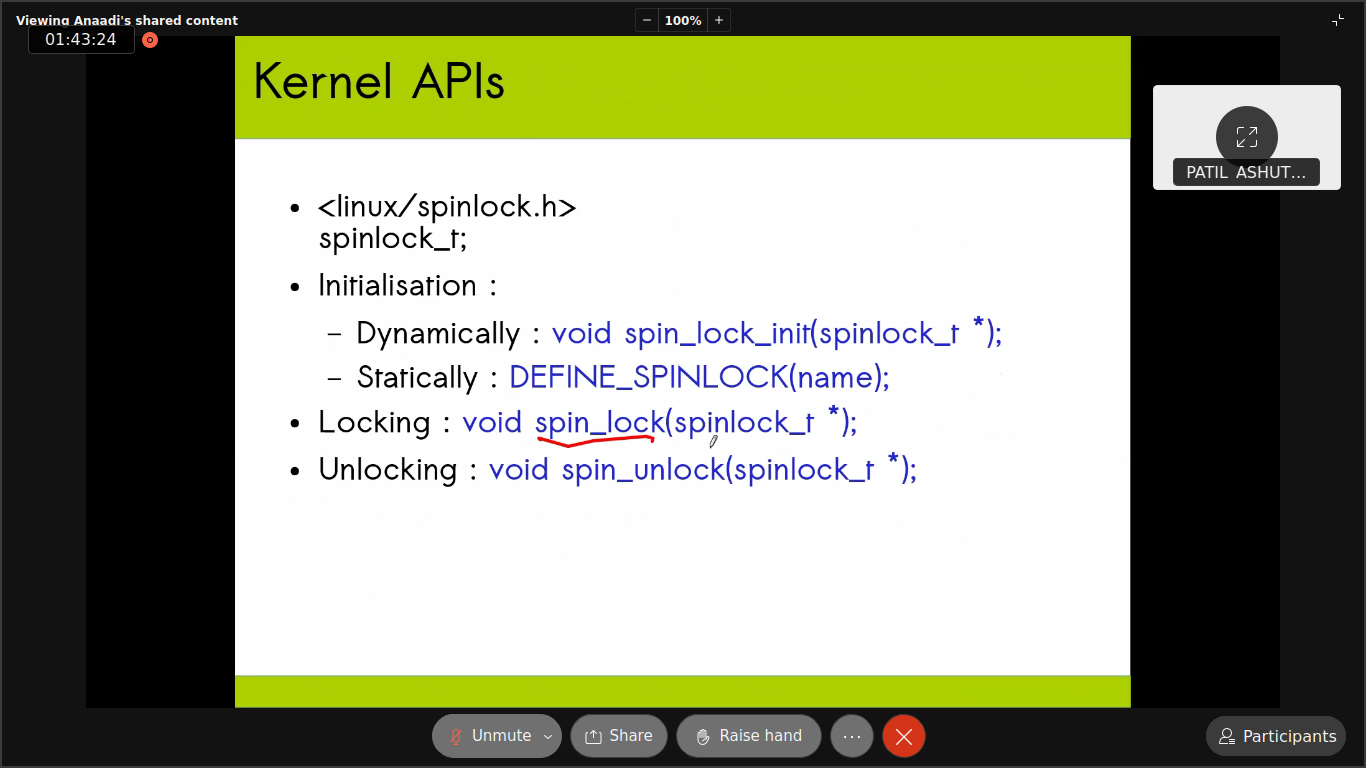 Viewing Anaadi's shared content
− 100% +
01:43:24
Kernel APIs
PATIL ASHUT...
• <linux/spinlock.h>
spinlock_t;
• Initialisation :
– Dynamically : void spin_lock_init(spinlock_t *);
– Statically : DEFINE_SPINLOCK(name);
• Locking : void spin_lock(spinlock_t *);
• Unlocking : void spin_unlock(spinlock_t *);
Unmute Share Raise hand ... Participants